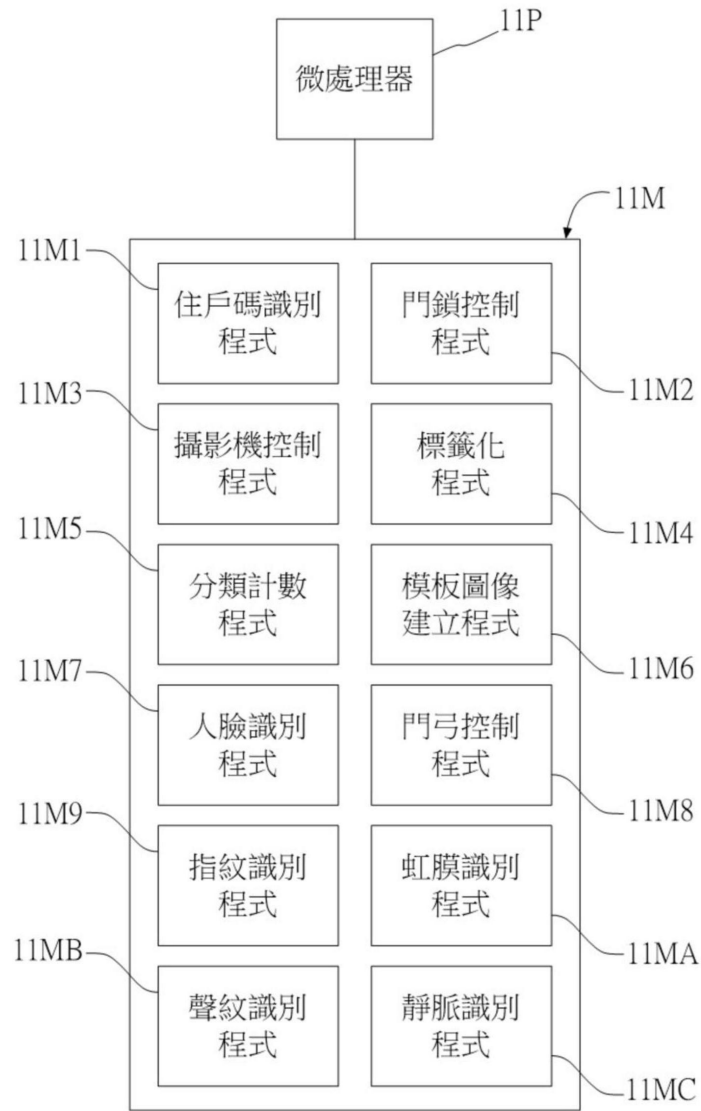 11P
微處理器
11M
11M1
住戶碼識別
程式
門鎖控制
程式
11M2
11M3
攝影機控制
程式
標籤化
程式
11M4
11M5
分類計數
程式
模板圖像
建立程式
11M6
11M7
人臉識別
程式
門弓控制
程式
11M8
11M9
指紋識別
程式
虹膜識別
程式
11MA
11MB
聲紋識別
程式
靜脈識別
程式
11MC